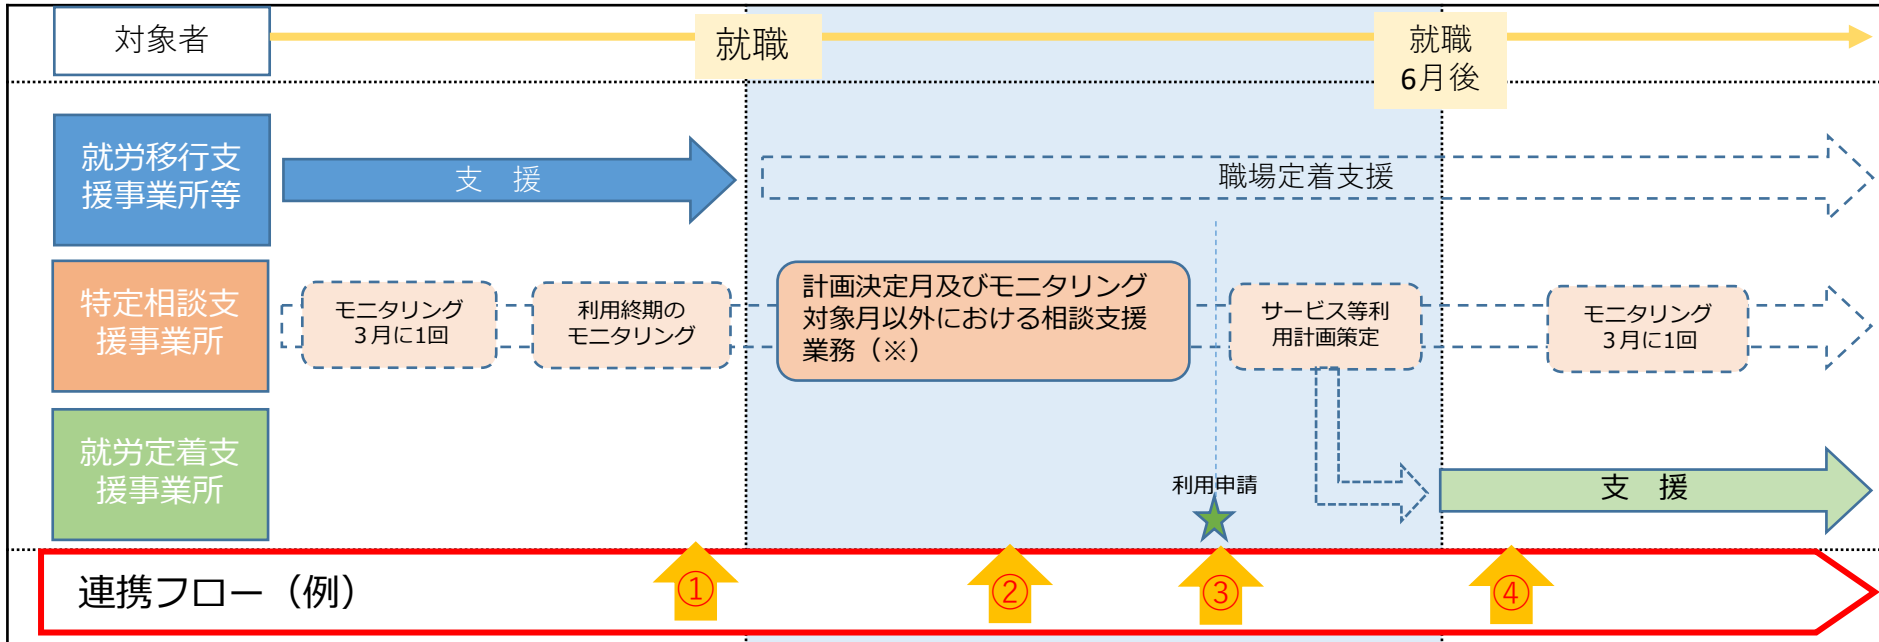 対象者
就職
就職
6月後
就労移行支
援事業所等
支　援
職場定着支援
特定相談支
援事業所
モニタリング
３月に1回
利用終期の
モニタリング
計画決定月及びモニタリング
対象月以外における相談支援
業務（※）
サービス等利
用計画策定
モニタリング
３月に1回
就労定着支
援事業所
利用申請
支　援
連携フロー（例）
①
②
③
④